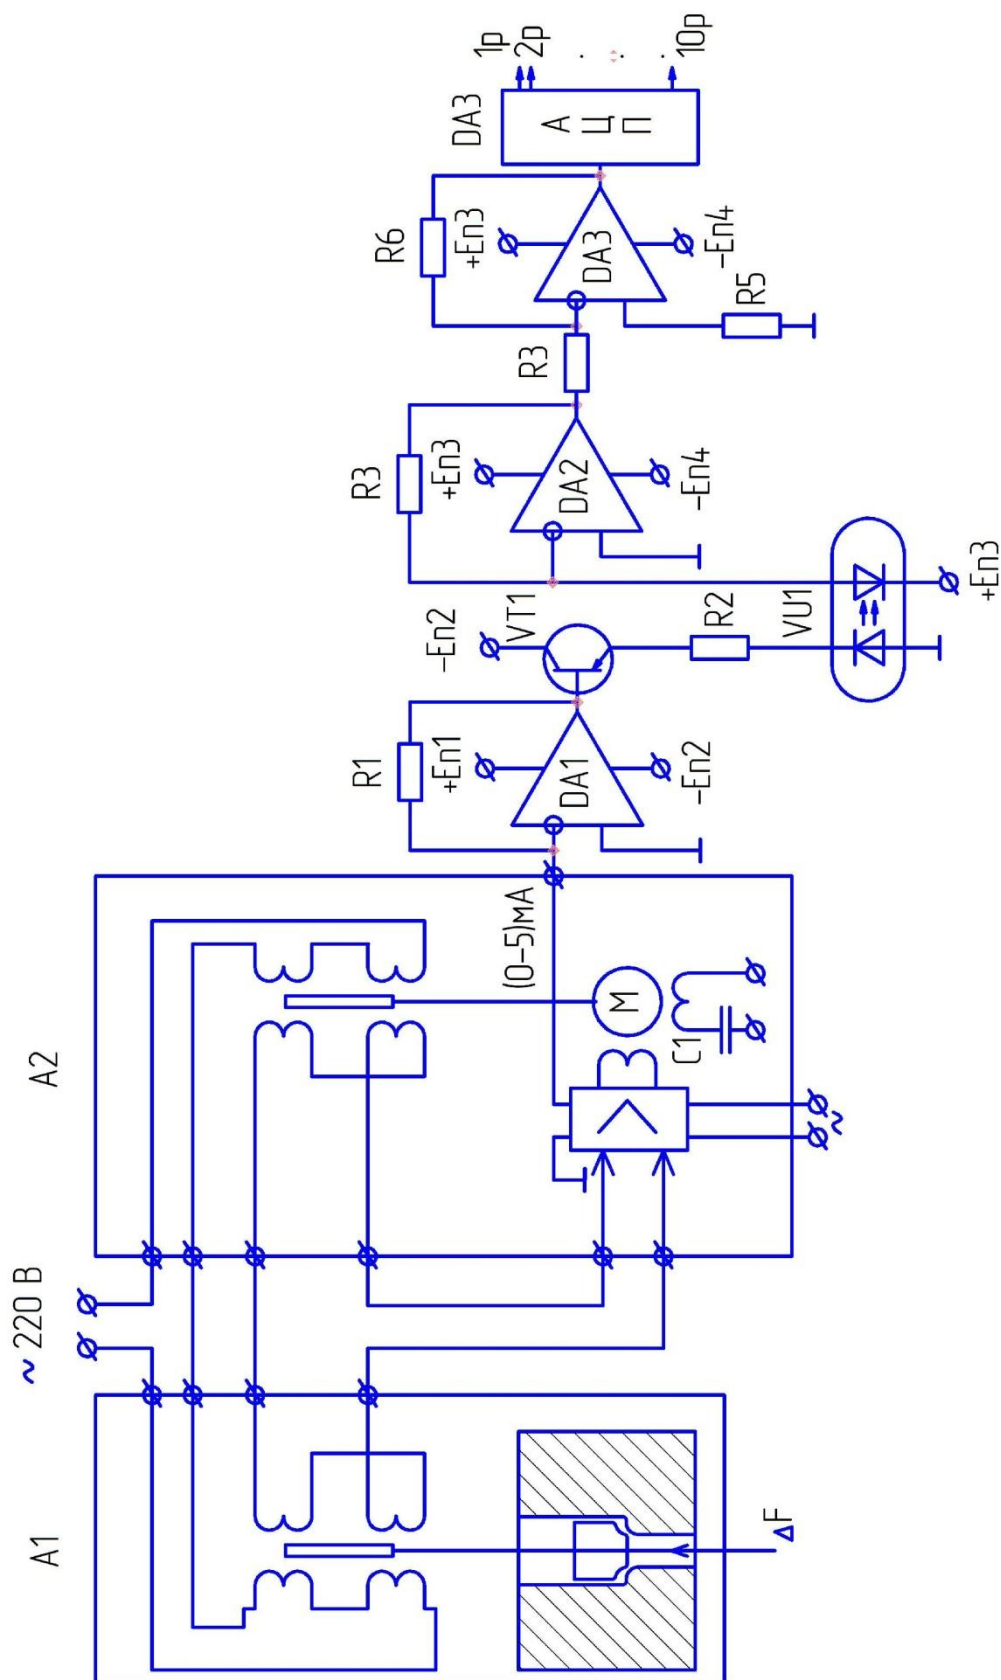 A1
~ 220 В
A2
ΔF
M
C1
~
(0-5)мА
R1
+Еп1
DA1
-Еп2
-Еп2
VT1
R2
VU1
+Еп3
R3
+Еп3
DA2
-Еп4
R3
R6
+Еп3
DA3
-Еп4
R5
DA3
А
Ц
П
1р
2р
.
.
.
10р